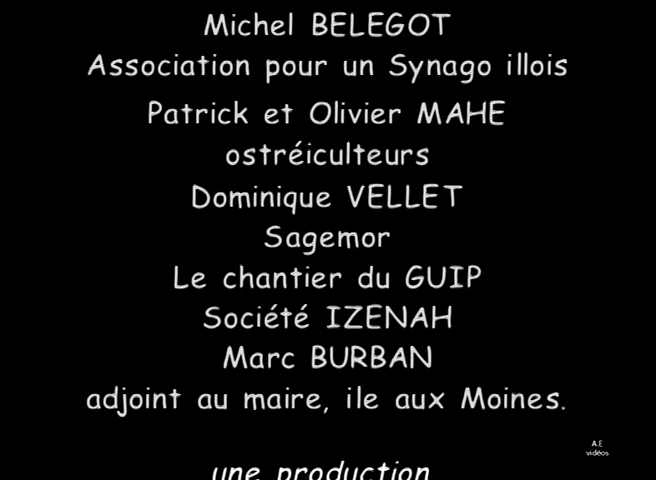 Michel BELEGOT
Association pour un Synago illois
Patrick et Olivier MAHE
ostréiculteurs
Dominique VELLET
Sagemor
Le chantier du GUIP
Société IZENAH
Marc BURBAN
adjoint au maire, ile aux Moines.
A.E
vidéos
une production